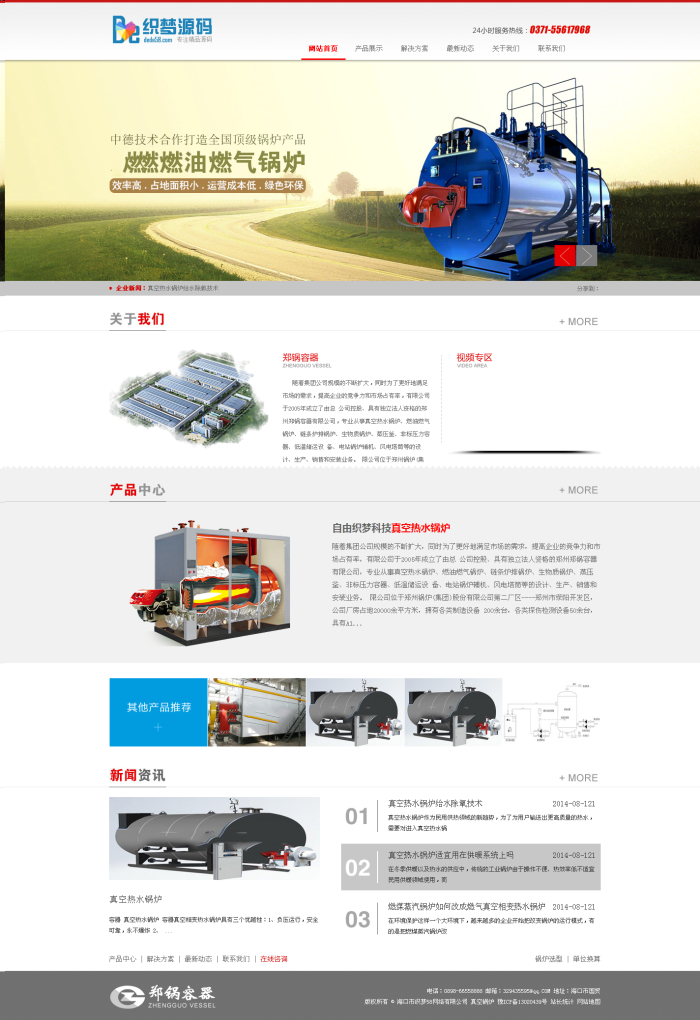 织梦源码
dede58.com 专注精品源码
24小时服务热线：0371-55617968
网站首页 产品展示 解决方案 最新动态 关于我们 联系我们
中德技术合作打造全国顶级锅炉产品
燃燃油燃气锅炉
效率高 . 占地面积小 . 运营成本低 . 绿色环保
企业新闻：真空热水锅炉给水除氧技术
分享到：
关于我们
+ MORE
郑锅容器
ZHENGGUO VESSEL
视频专区
VIDEO AREA
随着集团公司规模的不断扩大，同时为了更好地满足
市场的需求，提高企业的竞争力和市场占有率，有限公司
于2005年成立了由总 公司控股、具有独立法人资格的郑
州郑锅容器有限公司，专业从事真空热水锅炉、燃油燃气
锅炉、链条炉排锅炉、生物质锅炉、蒸压釜、非标压力容
器、低温储运设 备、电站锅炉辅机、风电塔筒等的设
计、生产、销售和安装业务。 限公司位于郑州锅炉(集
产品中心
+ MORE
自由织梦科技真空热水锅炉
随着集团公司规模的不断扩大，同时为了更好地满足市场的需求，提高企业的竞争力和市
场占有率，有限公司于2005年成立了由总 公司控股、具有独立法人资格的郑州郑锅容器
有限公司，专业从事真空热水锅炉、燃油燃气锅炉、链条炉排锅炉、生物质锅炉、蒸压
釜、非标压力容器、低温储运设 备、电站锅炉辅机、风电塔筒等的设计、生产、销售和
安装业务。 限公司位于郑州锅炉(集团)股份有限公司第二厂区----郑州市荥阳开发区，
公司厂房占地20000余平方米，拥有各类制造设备 200余台，各类探伤检测设备50余台，
具有A1...
其他产品推荐
+
新闻资讯
+ MORE
真空热水锅炉
容器 真空热水锅炉 容器真空相变热水锅炉具有三个优越性：1、负压运行，安全
可靠，永不爆炸 2、 ...
01
真空热水锅炉给水除氧技术 2014-08-121
真空热水锅炉作为民用供热领域的新趋势，为了为用户输送出更高质量的热水，
需要对进入真空热水锅
02
真空热水锅炉适宜用在供暖系统上吗 2014-08-121
在冬季供暖以及热水的供应中，传统的工业锅炉由于操作不便、热效率低不适宜
民用供暖领域使用，而
03
燃煤蒸汽锅炉如何改成燃气真空相变热水锅炉 2014-08-121
在环境保护这样一个大环境下，越来越多的企业开始把改变锅炉的运行模式，有
的是把燃煤蒸汽锅炉改
产品中心 | 解决方案 | 最新动态 | 联系我们 | 在线咨询
锅炉选型 | 单位换算
郑锅容器
ZHENGGUO VESSEL
电话：0898-66558888 邮箱：329435595@qq.COM 地址：海口市国贸
版权所有 © 海口市织梦58网络有限公司 真空锅炉 豫ICP备13020439号 站长统计 网站地图